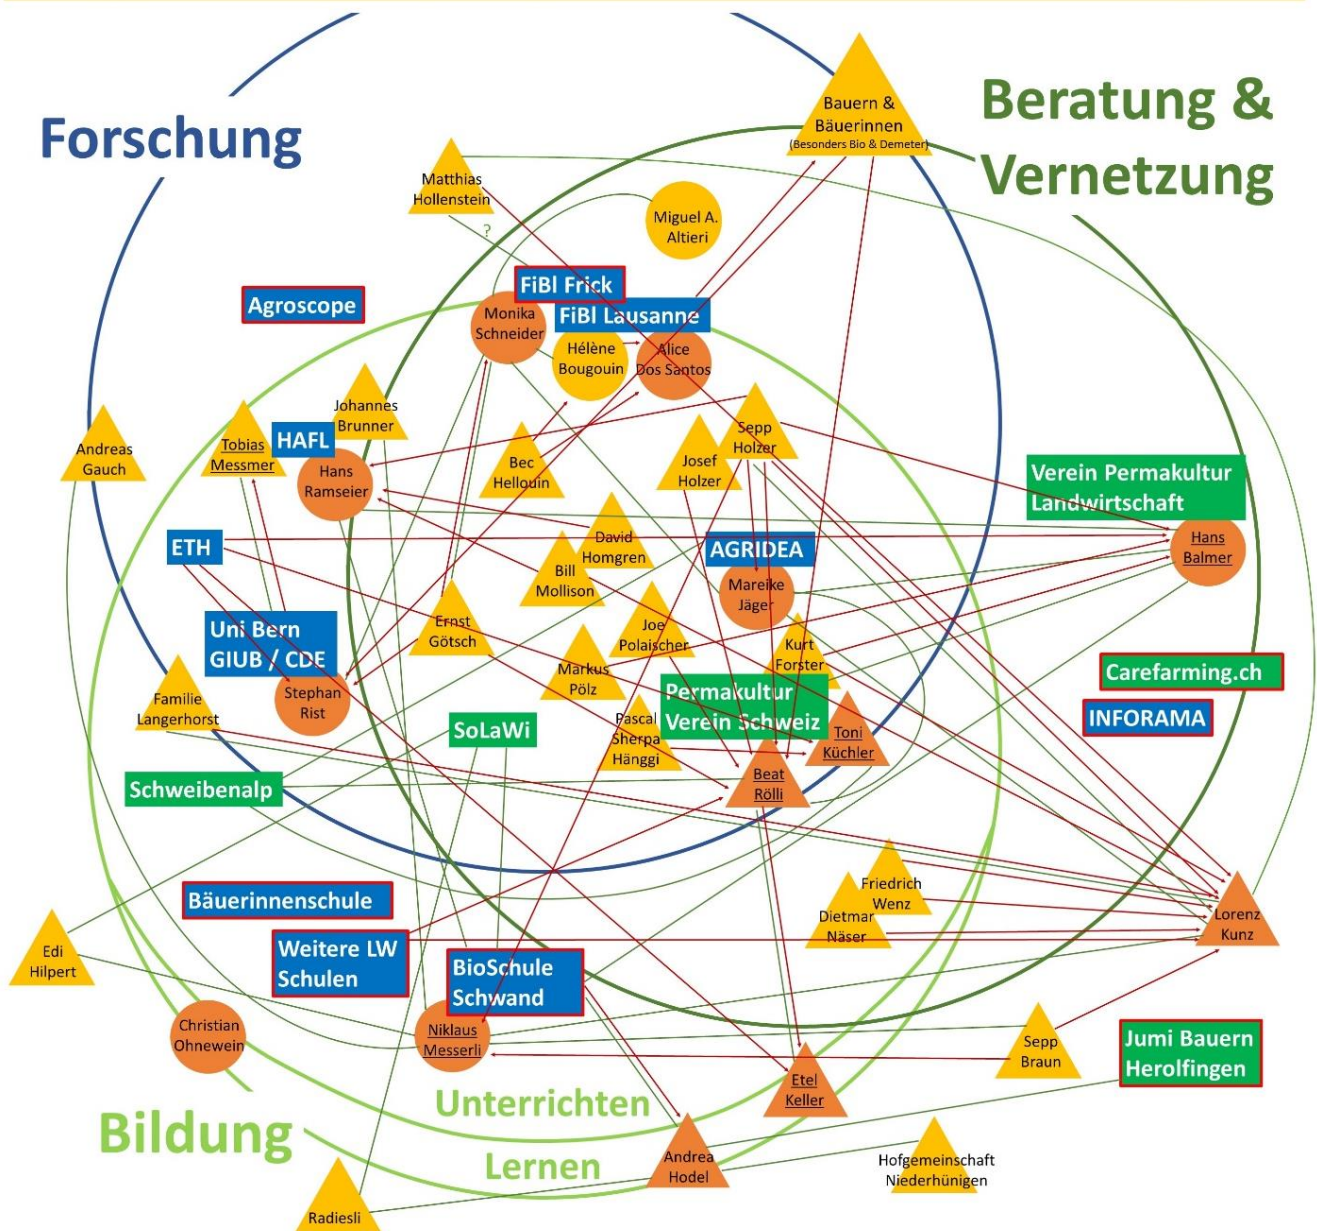 Forschung
Beratung &
Vernetzung
Bauern &
Bäuerinnen
(Besonders Bio & Demeter)
Matthias
Hollenstein
?
Miguel A.
Altieri
Agroscope
FiBl Frick
FiBl Lausanne
Monika
Schneider
Hélène
Bougouin
Alice
Dos Santos
Johannes
Brunner
Andreas
Gauch
Tobias
Messmer
HAFL
Hans
Ramseier
Bec
Hellouin
Josef
Holzer
Sepp
Holzer
Verein Permakultur
Landwirtschaft
Hans
Balmer
ETH
David
Homgren
Bill
Mollison
AGRIDEA
Mareike
Jäger
Uni Bern
GIUB / CDE
Stephan
Rist
Ernst
Götsch
Joe
Polaischer
Markus
Pölz
Kurt
Forster
Carefarming.ch
INFORAMA
Familie
Langerhorst
SoLaWi
Pascal
Sherpa
Hänggi
Permakultur
Verein Schweiz
Toni
Küchler
Beat
Rölli
Schweibenalp
Bäuerinnenschule
Weitere LW
Schulen
BioSchule
Schwand
Friedrich
Wenz
Dietmar
Näser
Lorenz
Kunz
Edi
Hilpert
Christian
Ohnewein
Niklaus
Messerli
Sepp
Braun
Jumi Bauern
Herolfingen
Etel
Keller
Unterrichten
Bildung
Lernen
Andrea
Hodel
Hofgemeinschaft
Niederhünigen
Radiesli